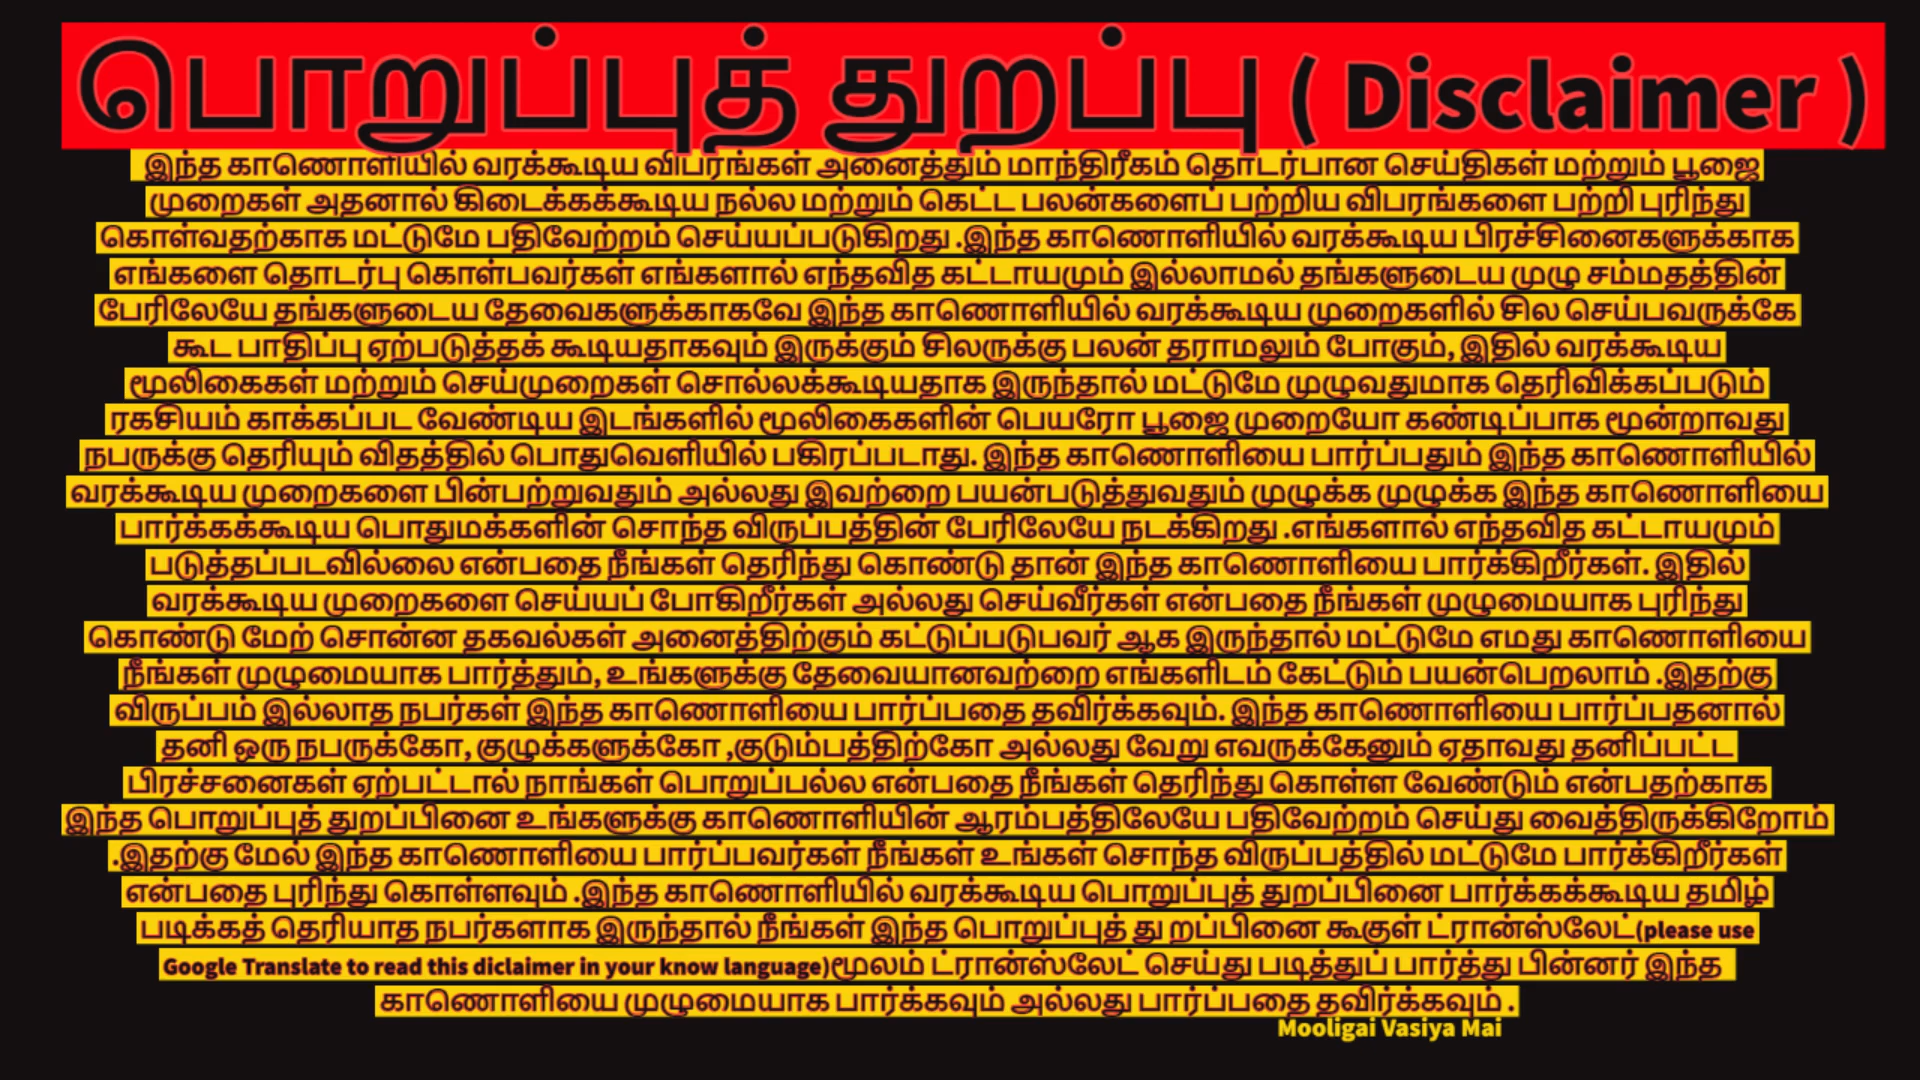 பொறுப்புத் துறப்பு ( Disclaimer )
இந்த காணொளியில் வரக்கூடிய விபரங்கள் அனைத்தும் மாந்திரீகம் தொடர்பான செய்திகள் மற்றும் பூஜை
முறைகள் அதனால் கிடைக்கக்கூடிய நல்ல மற்றும் கெட்ட பலன்களைப் பற்றிய விபரங்களை பற்றி புரிந்து
கொள்வதற்காக மட்டுமே பதிவேற்றம் செய்யப்படுகிறது .இந்த காணொளியில் வரக்கூடிய பிரச்சினைகளுக்காக
எங்களை தொடர்பு கொள்பவர்கள் எங்களால் எந்தவித கட்டாயமும் இல்லாமல் தங்களுடைய முழு சம்மதத்தின்
பேரிலேயே தங்களுடைய தேவைகளுக்காகவே இந்த காணொளியில் வரக்கூடிய முறைகளில் சில செய்பவருக்கே
கூட பாதிப்பு ஏற்படுத்தக் கூடியதாகவும் இருக்கும் சிலருக்கு பலன் தராமலும் போகும், இதில் வரக்கூடிய
மூலிகைகள் மற்றும் செய்முறைகள் சொல்லக்கூடியதாக இருந்தால் மட்டுமே முழுவதுமாக தெரிவிக்கப்படும்
ரகசியம் காக்கப்பட வேண்டிய இடங்களில் மூலிகைகளின் பெயரோ பூஜை முறையோ கண்டிப்பாக மூன்றாவது
நபருக்கு தெரியும் விதத்தில் பொதுவெளியில் பகிரப்படாது. இந்த காணொளியை பார்ப்பதும் இந்த காணொளியில்
வரக்கூடிய முறைகளை பின்பற்றுவதும் அல்லது இவற்றை பயன்படுத்துவதும் முழுக்க முழுக்க இந்த காணொளியை
பார்க்கக்கூடிய பொதுமக்களின் சொந்த விருப்பத்தின் பேரிலேயே நடக்கிறது .எங்களால் எந்தவித கட்டாயமும்
படுத்தப்படவில்லை என்பதை நீங்கள் தெரிந்து கொண்டு தான் இந்த காணொளியை பார்க்கிறீர்கள். இதில்
வரக்கூடிய முறைகளை செய்யப் போகிறீர்கள் அல்லது செய்வீர்கள் என்பதை நீங்கள் முழுமையாக புரிந்து
கொண்டு மேற் சொன்ன தகவல்கள் அனைத்திற்கும் கட்டுப்படுபவர் ஆக இருந்தால் மட்டுமே எமது காணொளியை
நீங்கள் முழுமையாக பார்த்தும், உங்களுக்கு தேவையானவற்றை எங்களிடம் கேட்டும் பயன்பெறலாம் .இதற்கு
விருப்பம் இல்லாத நபர்கள் இந்த காணொளியை பார்ப்பதை தவிர்க்கவும். இந்த காணொளியை பார்ப்பதனால்
தனி ஒரு நபருக்கோ, குழுக்களுக்கோ ,குடும்பத்திற்கோ அல்லது வேறு எவருக்கேனும் ஏதாவது தனிப்பட்ட
பிரச்சனைகள் ஏற்பட்டால் நாங்கள் பொறுப்பல்ல என்பதை நீங்கள் தெரிந்து கொள்ள வேண்டும் என்பதற்காக
இந்த பொறுப்புத் துறப்பினை உங்களுக்கு காணொளியின் ஆரம்பத்திலேயே பதிவேற்றம் செய்து வைத்திருக்கிறோம்
.இதற்கு மேல் இந்த காணொளியை பார்ப்பவர்கள் நீங்கள் உங்கள் சொந்த விருப்பத்தில் மட்டுமே பார்க்கிறீர்கள்
என்பதை புரிந்து கொள்ளவும் .இந்த காணொளியில் வரக்கூடிய பொறுப்புத் துறப்பினை பார்க்கக்கூடிய தமிழ்
படிக்கத் தெரியாத நபர்களாக இருந்தால் நீங்கள் இந்த பொறுப்புத் து றப்பினை கூகுள் ட்ரான்ஸ்லேட்(please use
Google Translate to read this diclaimer in your know language)மூலம் ட்ரான்ஸ்லேட் செய்து படித்துப் பார்த்து பின்னர் இந்த
காணொளியை முழுமையாக பார்க்கவும் அல்லது பார்ப்பதை தவிர்க்கவும் .
Mooligai Vasiya Mai